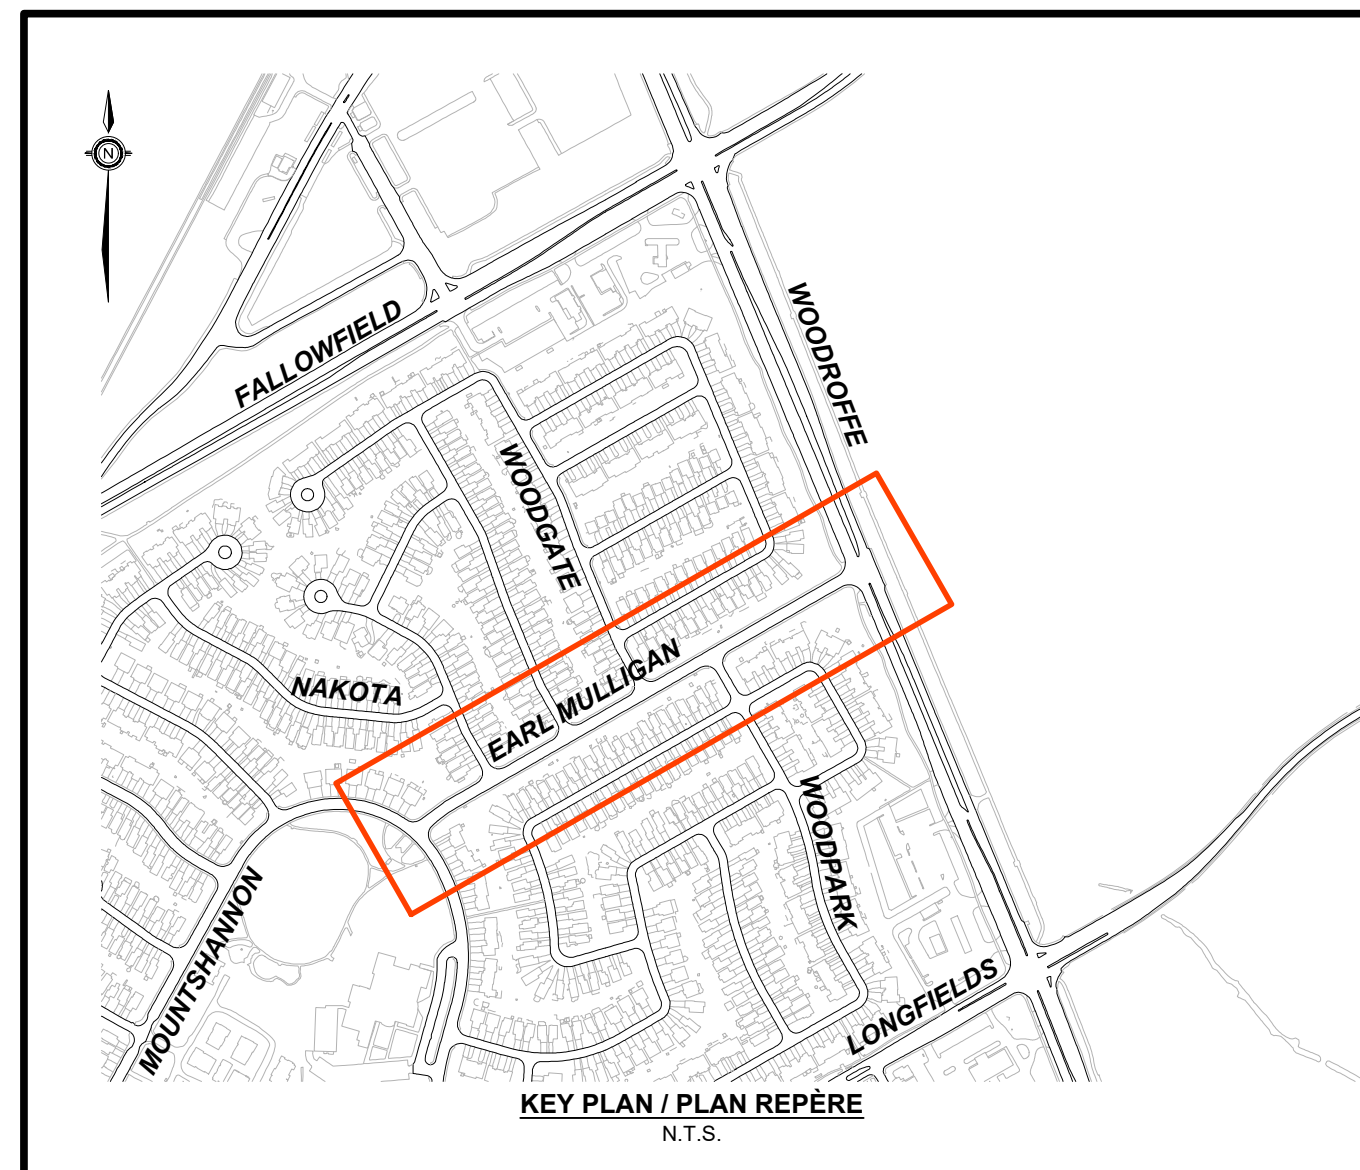 N
FALLOWFIELD
WOODROFFE
WOODGATE
NAKOTA
EARL MULLIGAN
WOODPARK
MOUNTSHANNON
LONGFIELDS
KEY PLAN / PLAN REPÈRE
N.T.S.